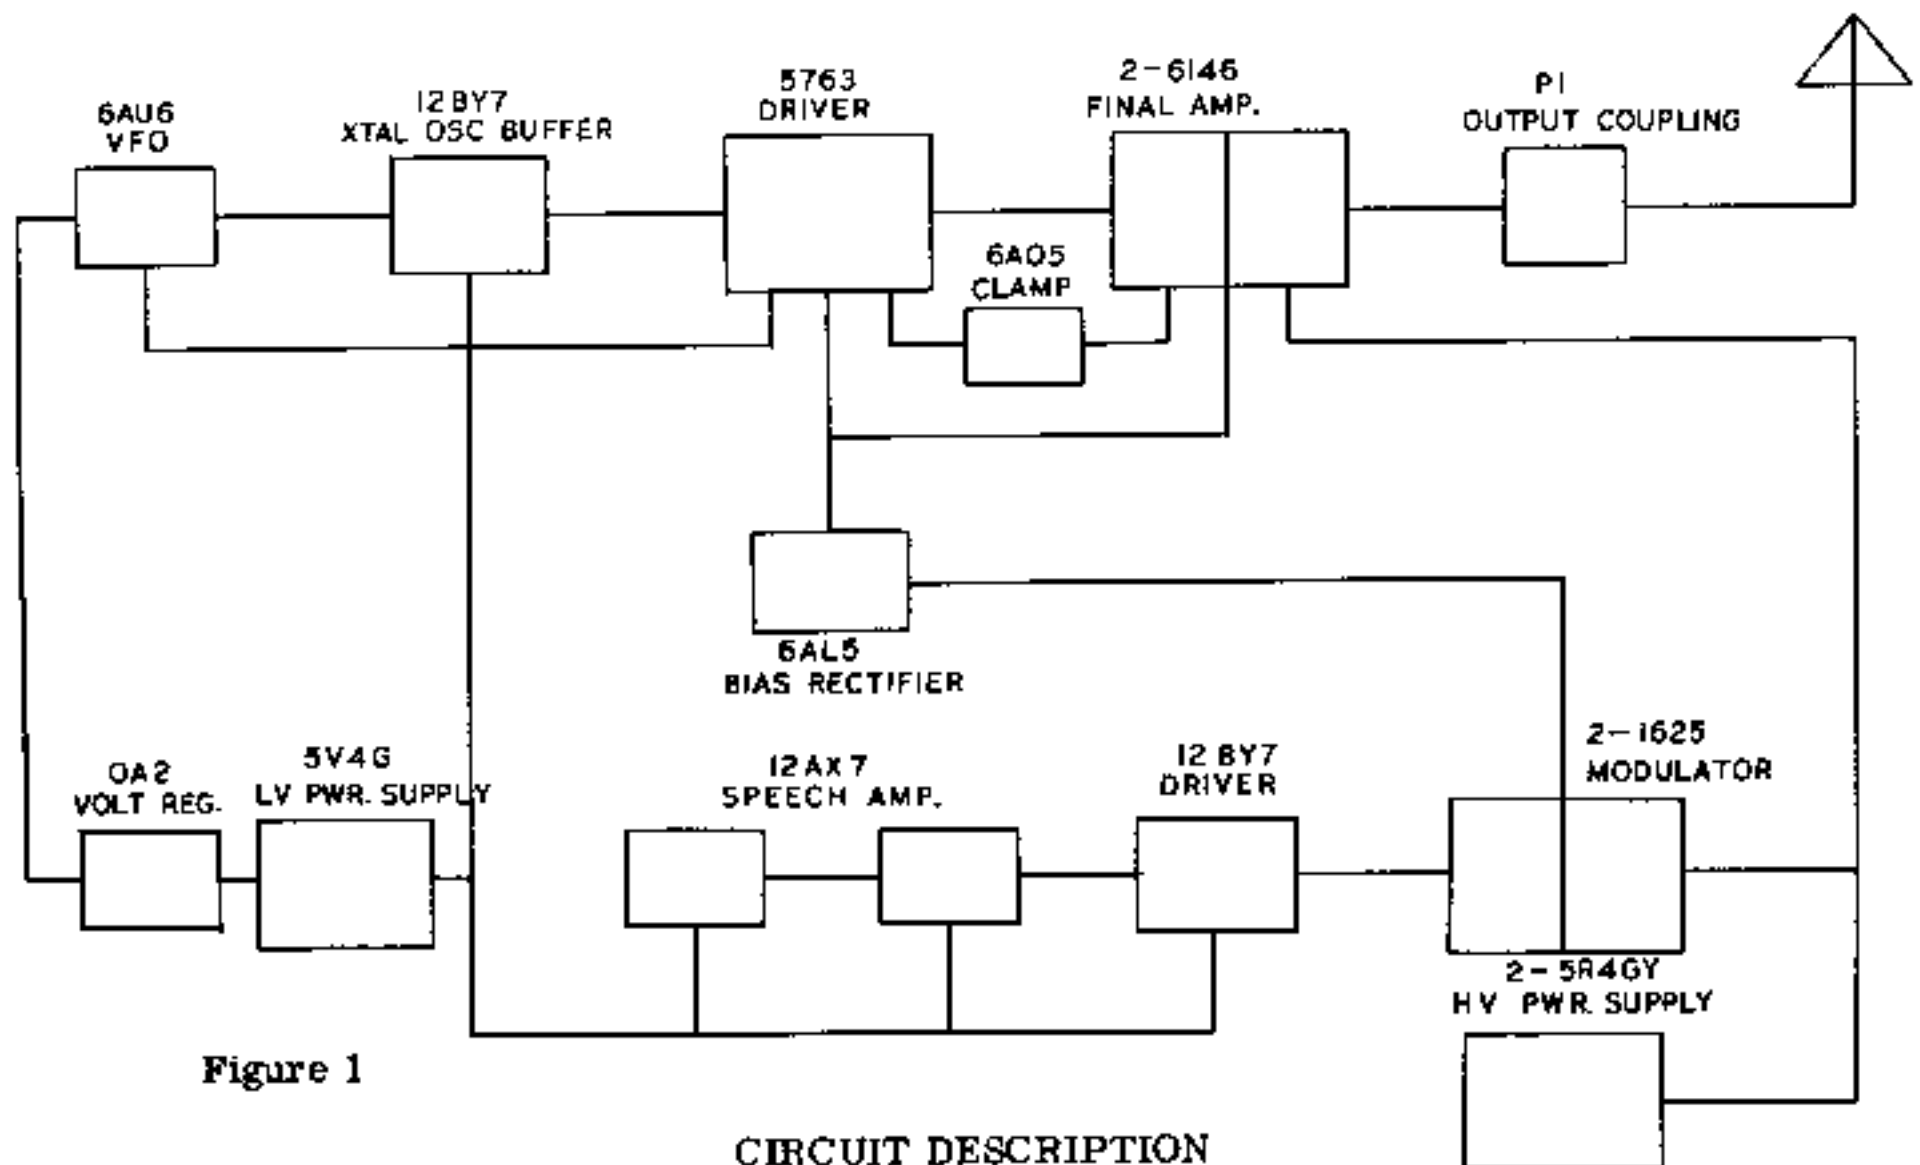 6AU6
VFO
12BY7
XTAL OSC BUFFER
5763
DRIVER
2-6146
FINAL AMP.
PI
OUTPUT COUPLING
6AQ5
CLAMP
6AL5
BIAS RECTIFIER
OA2
VOLT REG.
5V4G
LV PWR. SUPPLY
12AX7
SPEECH AMP.
12BY7
DRIVER
2-1625
MODULATOR
2-5R4GY
HV PWR. SUPPLY
Figure 1
CIRCUIT DESCRIPTION